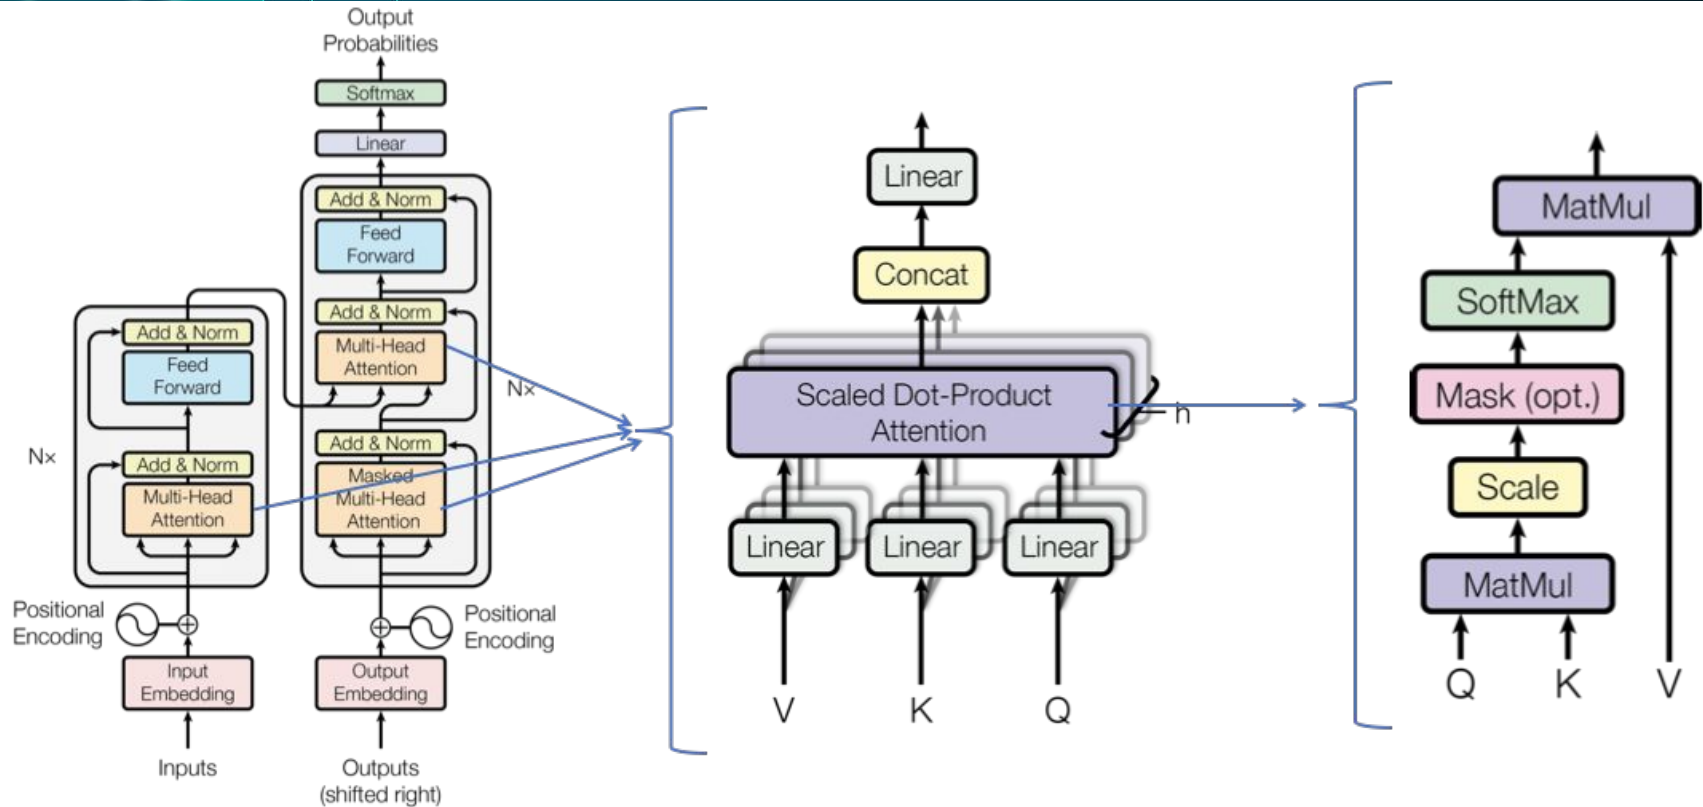 Output
Probabilities
Softmax
Linear
Add & Norm
Feed
Forward
Add & Norm
Multi-Head
Attention
Nx
Add & Norm
Masked
Multi-Head
Attention
Add & Norm
Feed
Forward
Nx
Add & Norm
Multi-Head
Attention
Positional
Encoding
Positional
Encoding
Input
Embedding
Output
Embedding
Inputs
Outputs
(shifted right)
Linear
Concat
Scaled Dot-Product
Attention
h
Linear
Linear
Linear
V
K
Q
MatMul
SoftMax
Mask (opt.)
Scale
MatMul
Q
K
V